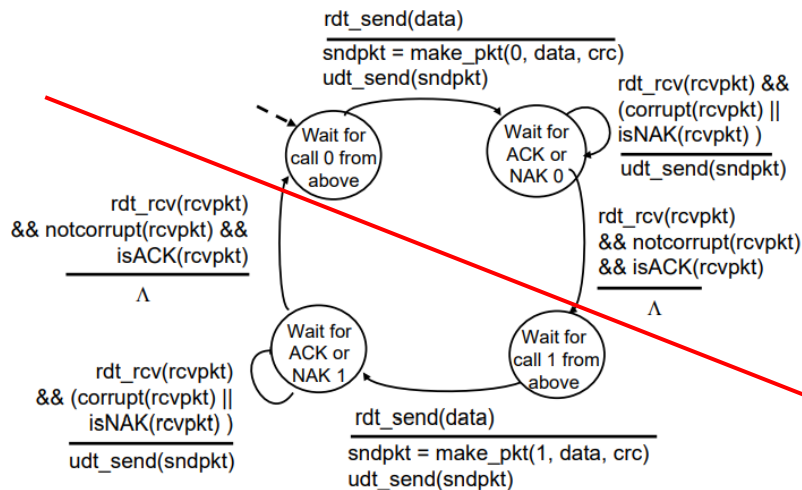 rdt_send(data)
sndpkt = make_pkt(0, data, crc)
udt_send(sndpkt)
Wait for
call 0 from
above
Wait for
ACK or
NAK 0
rdt_rcv(rcvpkt) &&
(corrupt(rcvpkt) ||
isNAK(rcvpkt) )
udt_send(sndpkt)
rdt_rcv(rcvpkt)
&& notcorrupt(rcvpkt) &&
isACK(rcvpkt)
Λ
rdt_rcv(rcvpkt)
&& notcorrupt(rcvpkt)
&& isACK(rcvpkt)
Λ
Wait for
ACK or
NAK 1
Wait for
call 1 from
above
rdt_rcv(rcvpkt)
&& (corrupt(rcvpkt) ||
isNAK(rcvpkt) )
udt_send(sndpkt)
rdt_send(data)
sndpkt = make_pkt(1, data, crc)
udt_send(sndpkt)